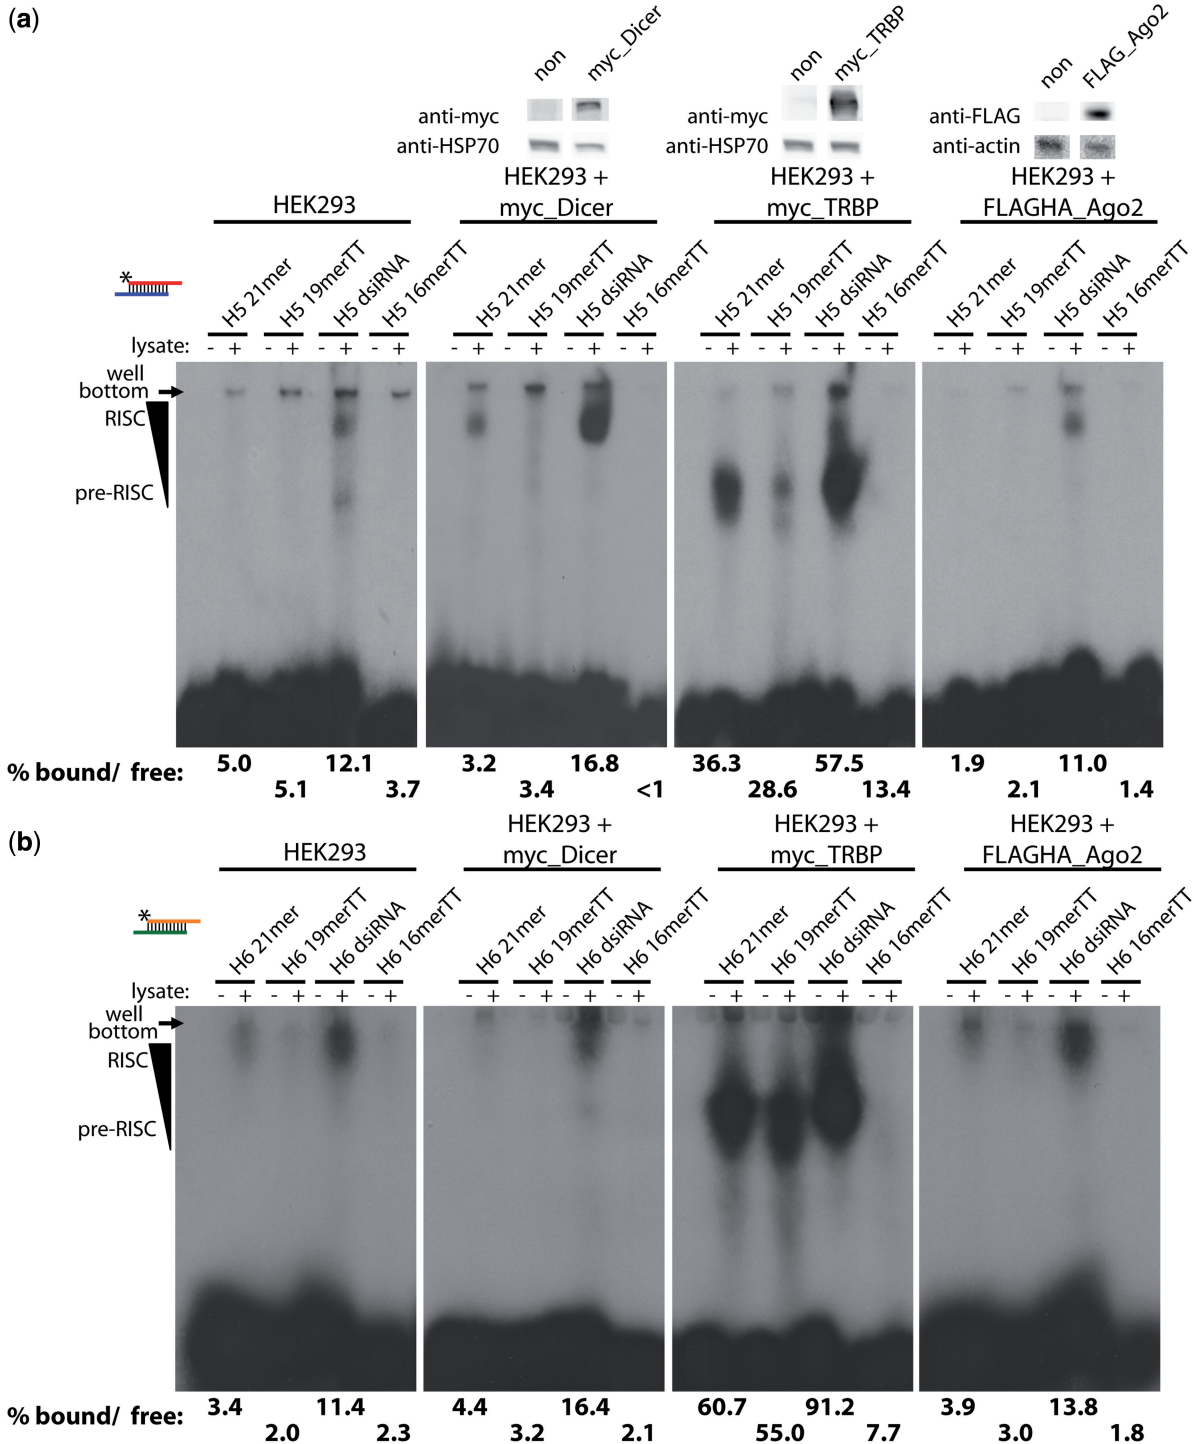 (a)
non myc_Dicer non myc_TRBP non FLAG_Ago2
anti-myc anti-myc anti-FLAG
anti-HSP70 anti-HSP70 anti-actin
HEK293 HEK293 + myc_Dicer HEK293 + myc_TRBP HEK293 + FLAGHA_Ago2
*
H5 21mer H5 19merTT H5 dsiRNA H5 16merTT H5 21mer H5 19merTT H5 dsiRNA H5 16merTT H5 21mer H5 19merTT H5 dsiRNA H5 16merTT H5 21mer H5 19merTT H5 dsiRNA H5 16merTT
lysate: - + - + - + - + - + - + - + - + - + - + - + - + - + - + - + - +
well
bottom
RISC
pre-RISC
% bound/ free: 5.0 12.1 3.2 16.8 36.3 57.5 1.9 11.0
5.1 3.7 3.4 <1 28.6 13.4 2.1 1.4
(b)
HEK293 HEK293 + myc_Dicer HEK293 + myc_TRBP HEK293 + FLAGHA_Ago2
*
H6 21mer H6 19merTT H6 dsiRNA H6 16merTT H6 21mer H6 19merTT H6 dsiRNA H6 16merTT H6 21mer H6 19merTT H6 dsiRNA H6 16merTT H6 21mer H6 19merTT H6 dsiRNA H6 16merTT
lysate: - + - + - + - + - + - + - + - + - + - + - + - + - + - + - + - +
well
bottom
RISC
pre-RISC
% bound/ free: 3.4 11.4 4.4 16.4 60.7 91.2 3.9 13.8
2.0 2.3 3.2 2.1 55.0 7.7 3.0 1.8